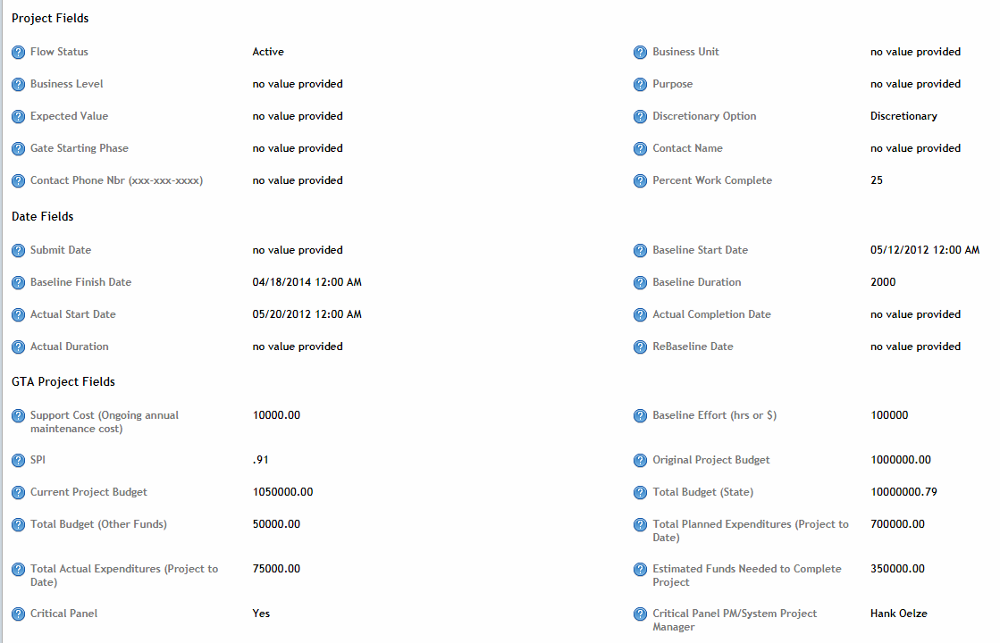 Project Fields
Flow Status Active Business Unit no value provided
Business Level no value provided Purpose no value provided
Expected Value no value provided Discretionary Option Discretionary
Gate Starting Phase no value provided Contact Name no value provided
Contact Phone Nbr (xxx-xxx-xxxx) no value provided Percent Work Complete 25
Date Fields
Submit Date no value provided Baseline Start Date 05/12/2012 12:00 AM
Baseline Finish Date 04/18/2014 12:00 AM Baseline Duration 2000
Actual Start Date 05/20/2012 12:00 AM Actual Completion Date no value provided
Actual Duration no value provided ReBaseline Date no value provided
GTA Project Fields
Support Cost (Ongoing annual 10000.00 Baseline Effort (hrs or $) 100000
maintenance cost)
SPI .91 Original Project Budget 1000000.00
Current Project Budget 1050000.00 Total Budget (State) 10000000.79
Total Budget (Other Funds) 50000.00 Total Planned Expenditures (Project to 700000.00
Date)
Total Actual Expenditures (Project to 75000.00 Estimated Funds Needed to Complete 350000.00
Date) Project
Critical Panel Yes Critical Panel PM/System Project Hank Oelze
Manager